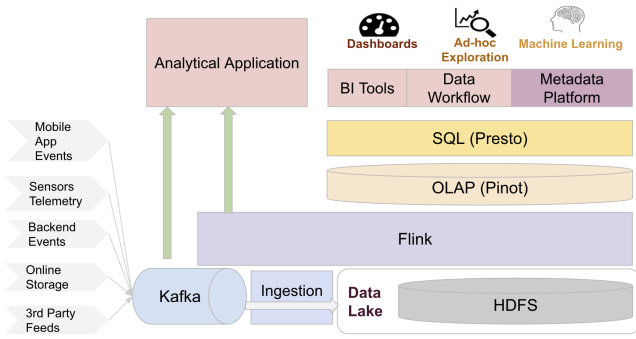 Dashboards
Ad-hoc
Exploration
Machine Learning
Analytical Application
BI Tools
Data
Workflow
Metadata
Platform
Mobile
App
Events
SQL (Presto)
Sensors
Telemetry
OLAP (Pinot)
Backend
Events
Flink
Online
Storage
Kafka
Ingestion
Data
Lake
HDFS
3rd Party
Feeds